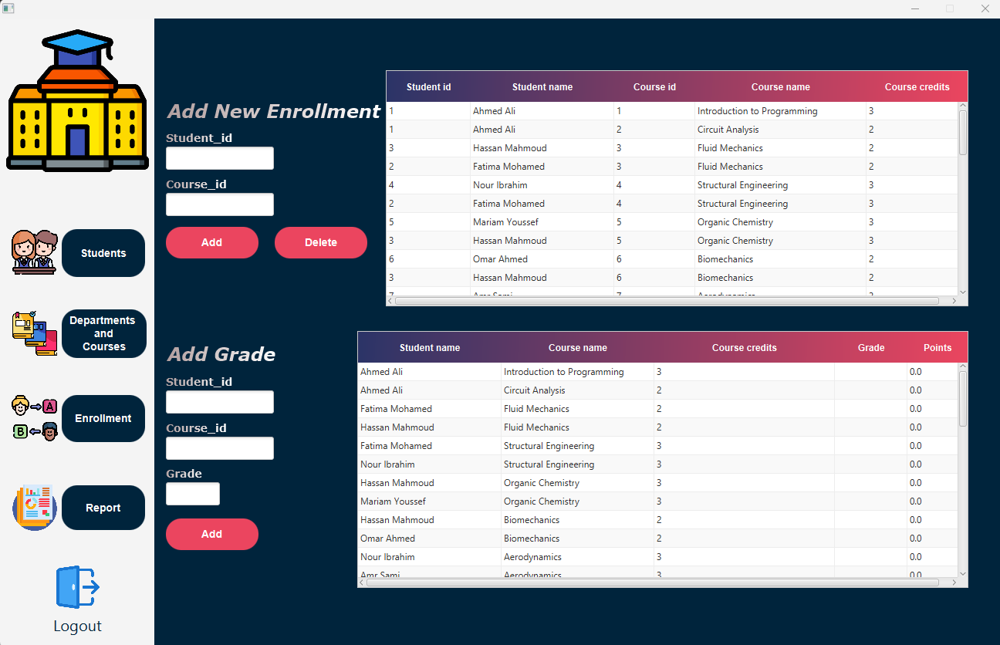 Students
Departments
and
Courses
A
Enrollment
B
Report
Logout
Add New Enrollment
Student_id
Course_id
Add Delete
Student id Student name Course id Course name Course credits
1 Ahmed Ali 1 Introduction to Programming 3
1 Ahmed Ali 2 Circuit Analysis 2
3 Hassan Mahmoud 3 Fluid Mechanics 2
2 Fatima Mohamed 3 Fluid Mechanics 2
4 Nour Ibrahim 4 Structural Engineering 3
2 Fatima Mohamed 4 Structural Engineering 3
5 Mariam Youssef 5 Organic Chemistry 3
3 Hassan Mahmoud 5 Organic Chemistry 3
6 Omar Ahmed 6 Biomechanics 2
3 Hassan Mahmoud 6 Biomechanics 2
7 Amr Sami 7 Aerodynamics 3
Add Grade
Student_id
Course_id
Grade
Add
Student name Course name Course credits Grade Points
Ahmed Ali Introduction to Programming 3 0.0
Ahmed Ali Circuit Analysis 2 0.0
Fatima Mohamed Fluid Mechanics 2 0.0
Hassan Mahmoud Fluid Mechanics 2 0.0
Fatima Mohamed Structural Engineering 3 0.0
Nour Ibrahim Structural Engineering 3 0.0
Hassan Mahmoud Organic Chemistry 3 0.0
Mariam Youssef Organic Chemistry 3 0.0
Hassan Mahmoud Biomechanics 2 0.0
Omar Ahmed Biomechanics 2 0.0
Nour Ibrahim Aerodynamics 3 0.0
Amr Sami Aerodynamics 3 0.0